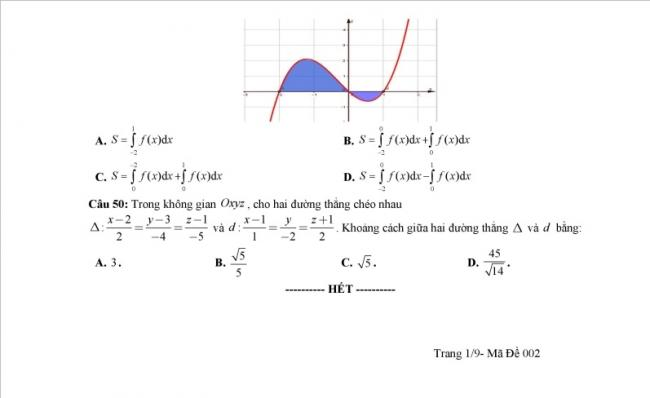 A. S = ∫_{-2}^{1} f(x)dx
B. S = ∫_{-2}^{0} f(x)dx + ∫_{0}^{1} f(x)dx
C. S = ∫_{0}^{-2} f(x)dx + ∫_{0}^{1} f(x)dx
D. S = ∫_{-2}^{0} f(x)dx − ∫_{0}^{1} f(x)dx
Câu 50: Trong không gian Oxyz, cho hai đường thẳng chéo nhau
Δ: (x−2)/2 = (y−3)/−4 = (z−1)/−5 và d: (x−1)/1 = y/−2 = (z+1)/2. Khoảng cách giữa hai đường thẳng Δ và d bằng:
A. 3. B. √5/5 C. √5. D. 45/√14.
---------- HẾT ----------
Trang 1/9- Mã Đề 002